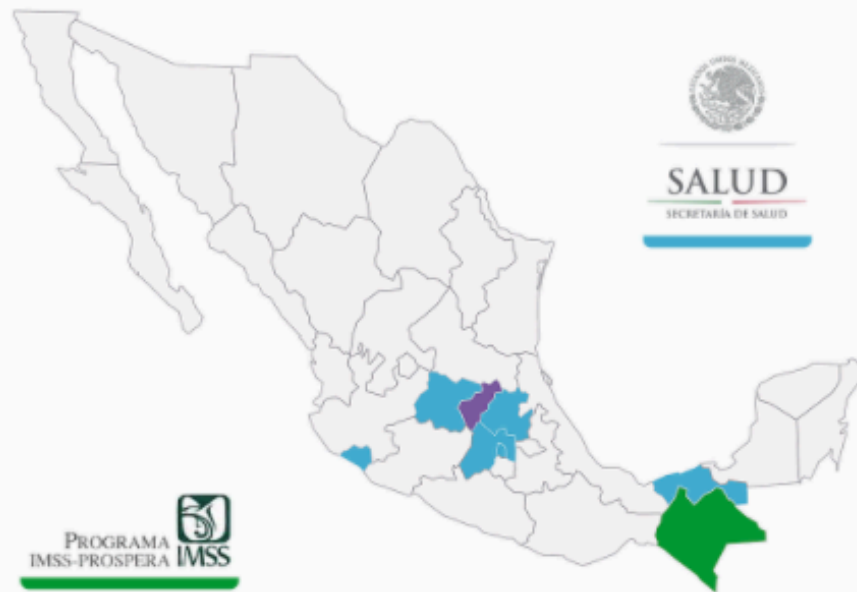 SALUD
SECRETARÍA DE SALUD
PROGRAMA
IMSS-PROSPERA
IMSS